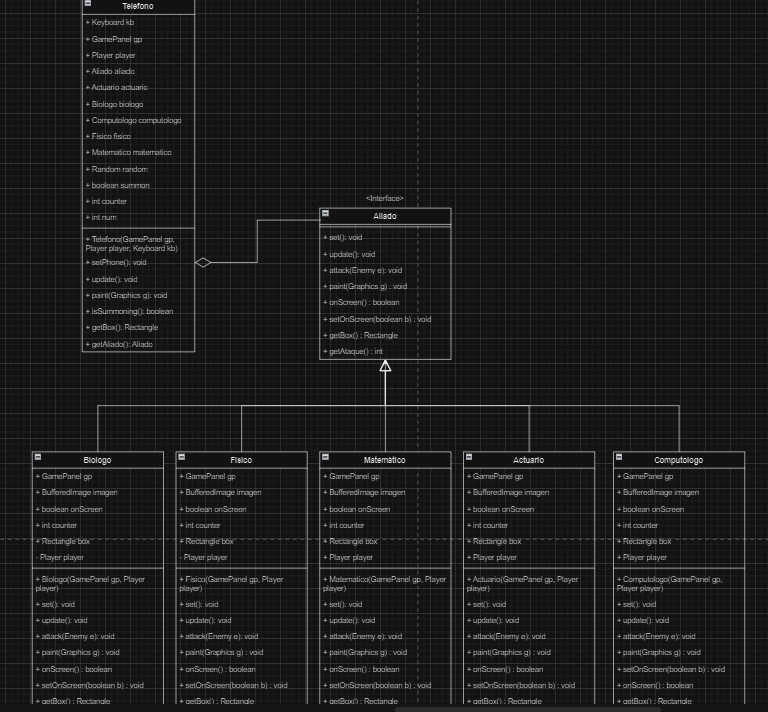 Telefono
+ Keyboard kb
+ GamePanel gp
+ Player player
+ Aliado aliado
+ Actuario actuario
+ Biologo biologo
+ Computologo computologo
+ Fisico fisico
+ Matematico matematico
+ Random random
+ boolean summon
+ int counter
+ int num
+ Telefono(GamePanel gp,
Player player, Keyboard kb)
+ setPhone(): void
+ update(): void
+ paint(Graphics g): void
+ isSummoning(): boolean
+ getBox(): Rectangle
+ getAliado(): Aliado
<Interface>
Aliado
+ set(): void
+ update(): void
+ attack(Enemy e): void
+ paint(Graphics g) : void
+ onScreen() : boolean
+ setOnScreen(boolean b) : void
+ getBox() : Rectangle
+ getAtaque() : int
Biologo
+ GamePanel gp
+ BufferedImage imagen
+ boolean onScreen
+ int counter
+ Rectangle box
- Player player
+ Biologo(GamePanel gp, Player
player)
+ set(): void
+ update(): void
+ attack(Enemy e): void
+ paint(Graphics g) : void
+ onScreen() : boolean
+ setOnScreen(boolean b) : void
+ getBox() : Rectangle
Fisico
+ GamePanel gp
+ BufferedImage imagen
+ boolean onScreen
+ int counter
+ Rectangle box
- Player player
+ Fisico(GamePanel gp, Player
player)
+ set(): void
+ update(): void
+ attack(Enemy e): void
+ paint(Graphics g) : void
+ onScreen() : boolean
+ setOnScreen(boolean b) : void
+ getBox() : Rectangle
Matematico
+ GamePanel gp
+ BufferedImage imagen
+ boolean onScreen
+ int counter
+ Rectangle box
+ Player player
+ Matematico(GamePanel gp, Player
player)
+ set(): void
+ update(): void
+ attack(Enemy e): void
+ paint(Graphics g) : void
+ onScreen() : boolean
+ setOnScreen(boolean b) : void
+ getBox() : Rectangle
Actuario
+ GamePanel gp
+ BufferedImage imagen
+ boolean onScreen
+ int counter
+ Rectangle box
+ Player player
+ Actuario(GamePanel gp, Player
player)
+ set(): void
+ update(): void
+ attack(Enemy e): void
+ paint(Graphics g) : void
+ onScreen() : boolean
+ setOnScreen(boolean b) : void
+ getBox() : Rectangle
Computologo
+ GamePanel gp
+ BufferedImage imagen
+ boolean onScreen
+ int counter
+ Rectangle box
+ Player player
+ Computologo(GamePanel gp,
Player player)
+ set(): void
+ update(): void
+ attack(Enemy e): void
+ paint(Graphics g) : void
+ setOnScreen(boolean b) : void
+ onScreen() : boolean
+ getBox() : Rectangle